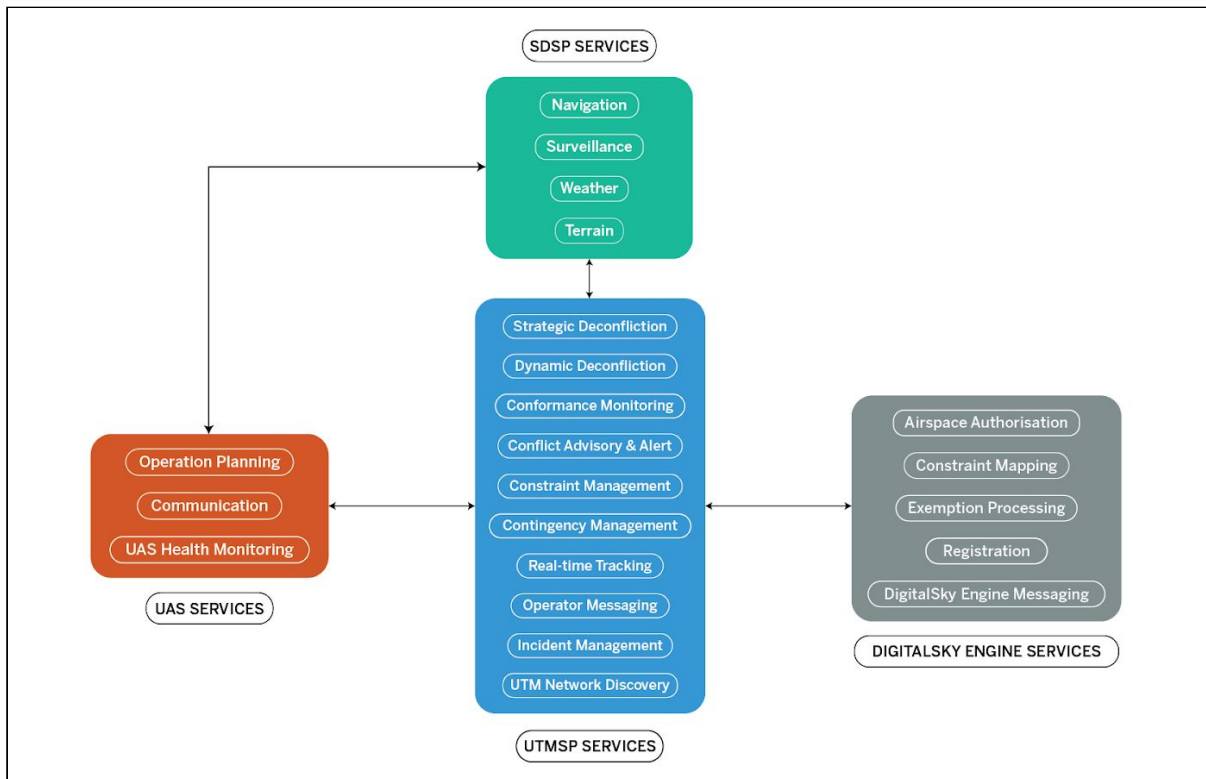 SDSP SERVICES
Navigation
Surveillance
Weather
Terrain
Strategic Deconfliction
Dynamic Deconfliction
Conformance Monitoring
Conflict Advisory & Alert
Constraint Management
Contingency Management
Real-time Tracking
Operator Messaging
Incident Management
UTM Network Discovery
UTMSP SERVICES
Operation Planning
Communication
UAS Health Monitoring
UAS SERVICES
Airspace Authorisation
Constraint Mapping
Exemption Processing
Registration
DigitalSky Engine Messaging
DIGITALSKY ENGINE SERVICES